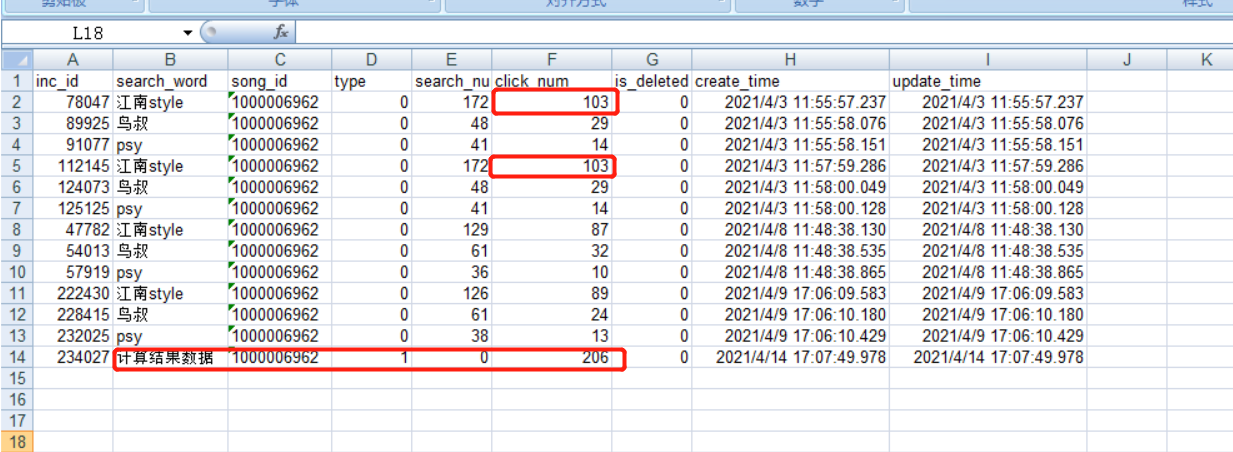 剪贴板 字体 对齐方式 数字 样式
L18 fx
A B C D E F G H I J K
1 inc_id search_word song_id type search_nu click_num is_deleted create_time update_time
2 78047 江南style 1000006962 0 172 103 0 2021/4/3 11:55:57.237 2021/4/3 11:55:57.237
3 89925 鸟叔 1000006962 0 48 29 0 2021/4/3 11:55:58.076 2021/4/3 11:55:58.076
4 91077 psy 1000006962 0 41 14 0 2021/4/3 11:55:58.151 2021/4/3 11:55:58.151
5 112145 江南style 1000006962 0 172 103 0 2021/4/3 11:57:59.286 2021/4/3 11:57:59.286
6 124073 鸟叔 1000006962 0 48 29 0 2021/4/3 11:58:00.049 2021/4/3 11:58:00.049
7 125125 psy 1000006962 0 41 14 0 2021/4/3 11:58:00.128 2021/4/3 11:58:00.128
8 47782 江南style 1000006962 0 129 87 0 2021/4/8 11:48:38.130 2021/4/8 11:48:38.130
9 54013 鸟叔 1000006962 0 61 32 0 2021/4/8 11:48:38.535 2021/4/8 11:48:38.535
10 57919 psy 1000006962 0 36 10 0 2021/4/8 11:48:38.865 2021/4/8 11:48:38.865
11 222430 江南style 1000006962 0 126 89 0 2021/4/9 17:06:09.583 2021/4/9 17:06:09.583
12 228415 鸟叔 1000006962 0 61 24 0 2021/4/9 17:06:10.180 2021/4/9 17:06:10.180
13 232025 psy 1000006962 0 38 13 0 2021/4/9 17:06:10.429 2021/4/9 17:06:10.429
14 234027 计算结果数据 1000006962 1 0 206 0 2021/4/14 17:07:49.978 2021/4/14 17:07:49.978
15
16
17
18